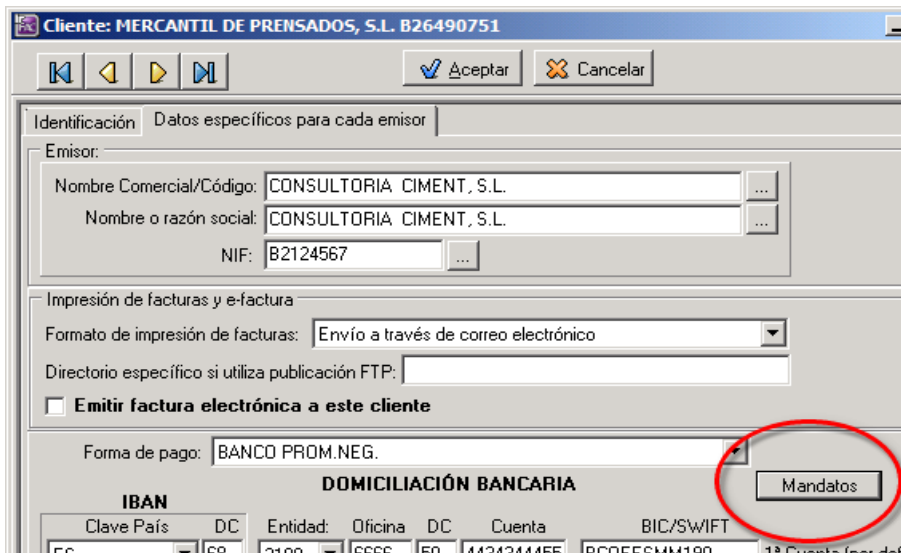 Cliente: MERCANTIL DE PRENSADOS, S.L. B26490751
Aceptar Cancelar
Identificación Datos específicos para cada emisor
Emisor:
Nombre Comercial/Código: CONSULTORIA CIMENT, S.L. ...
Nombre o razón social: CONSULTORIA CIMENT, S.L. ...
NIF: B2124567 ...
Impresión de facturas y e-factura
Formato de impresión de facturas: Envío a través de correo electrónico
Directorio específico si utiliza publicación FTP:
Emitir factura electrónica a este cliente
Forma de pago: BANCO PROM.NEG.
DOMICILIACIÓN BANCARIA Mandatos
IBAN
Clave País DC Entidad: Oficina DC Cuenta BIC/SWIFT